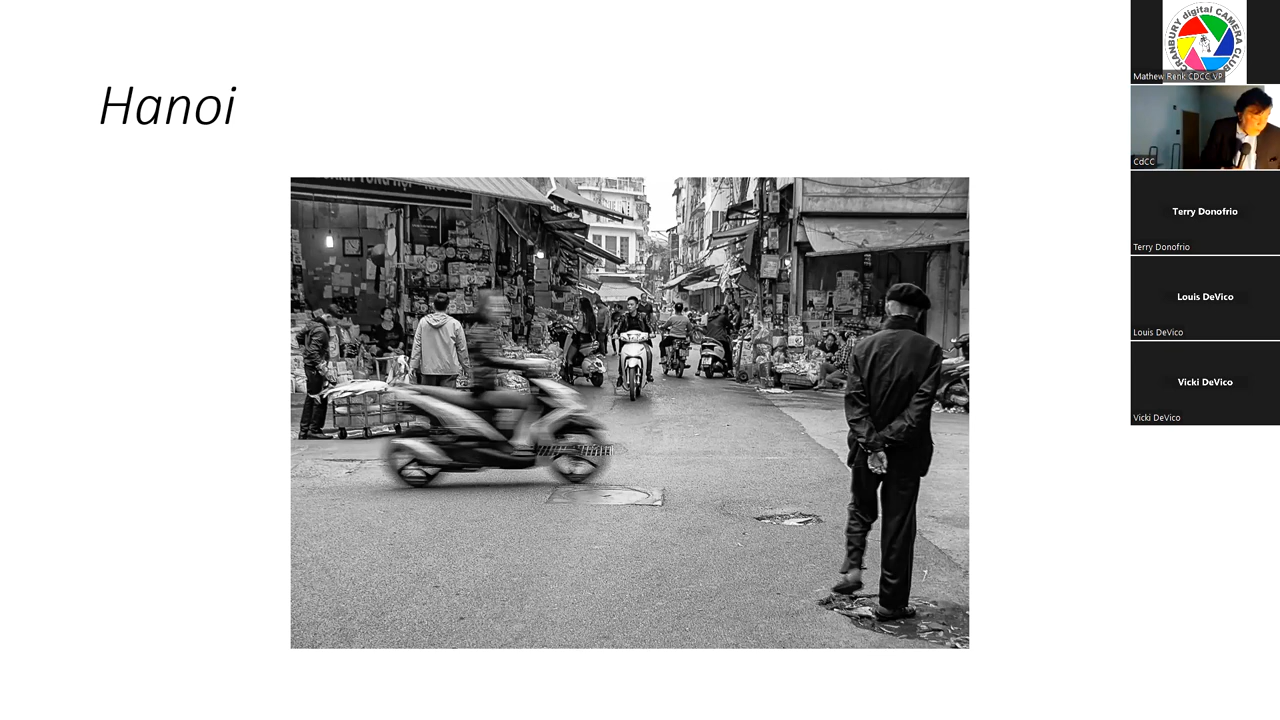 Hanoi
CRANBURY digital CAMERA CLUB
Mathew Renk CDCC VP
CdCC
Terry Donofrio
Terry Donofrio
Louis DeVico
Louis DeVico
Vicki DeVico
Vicki DeVico